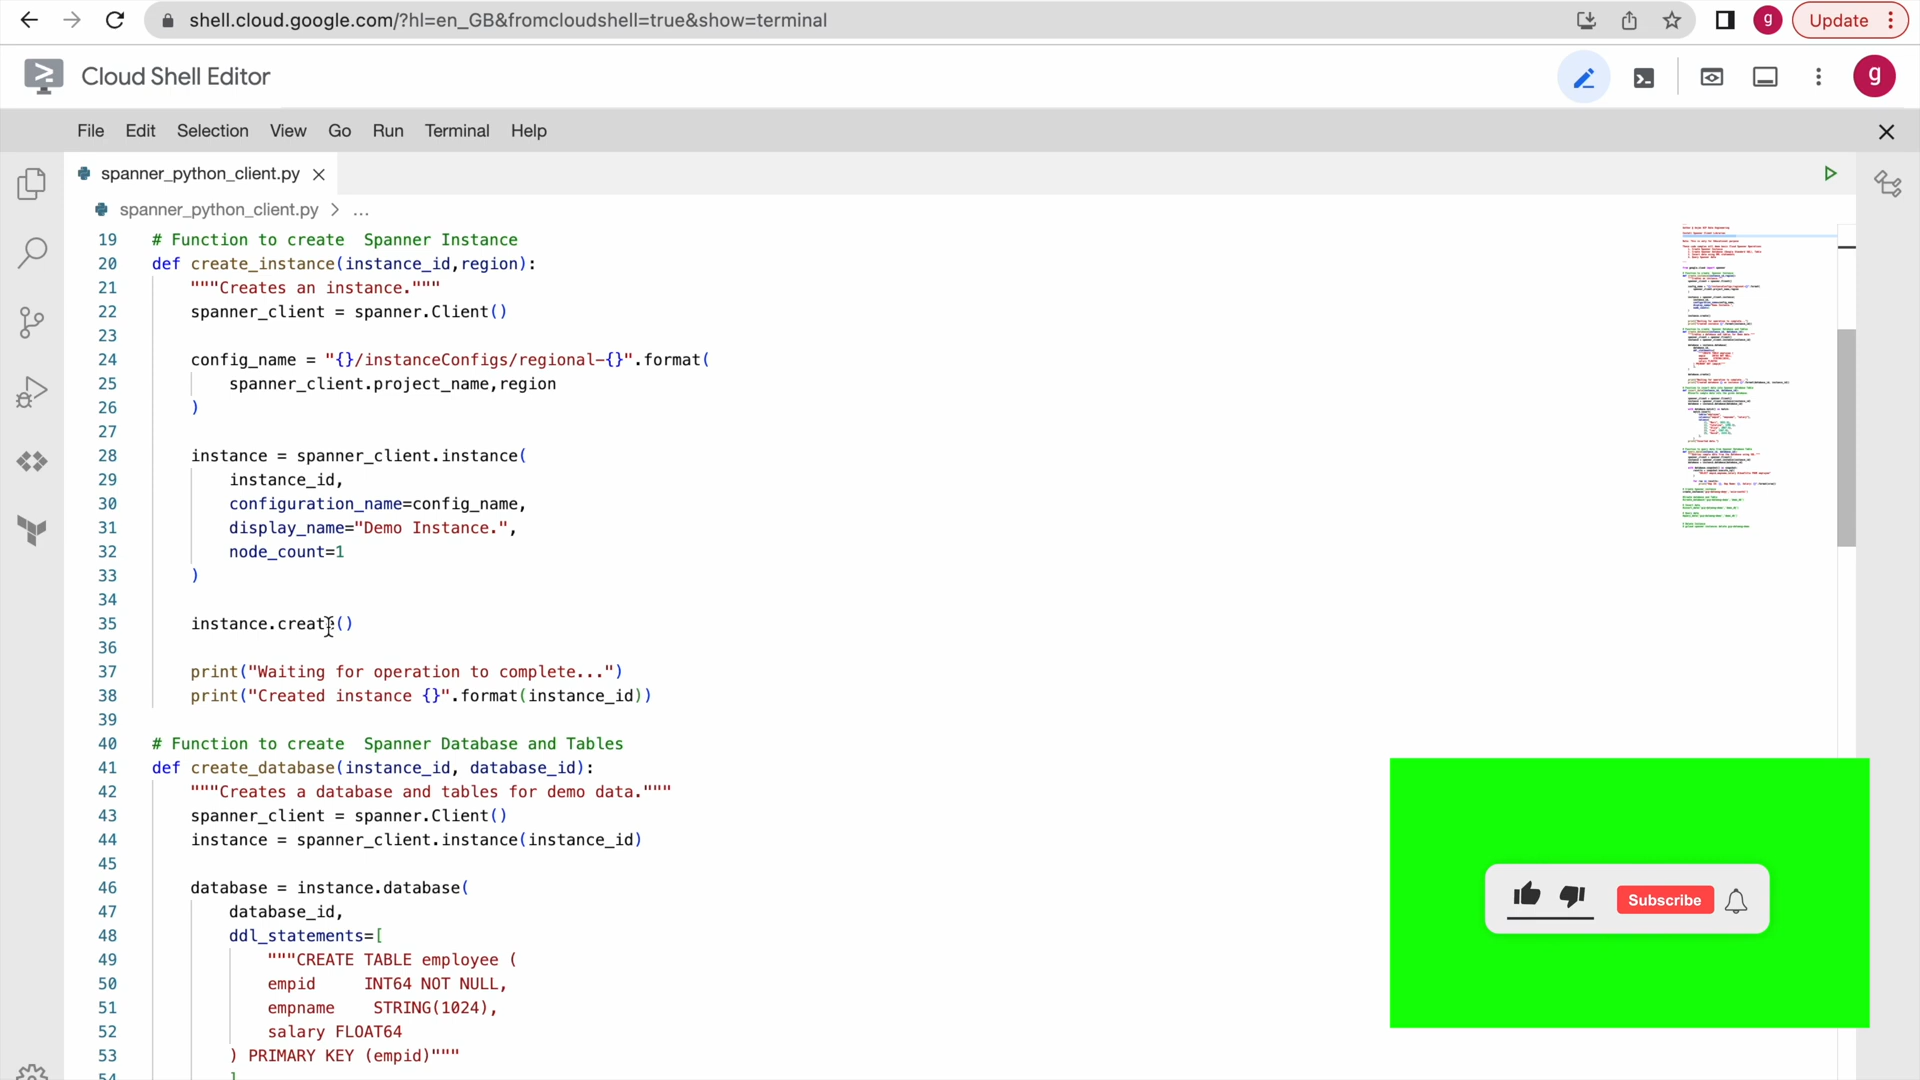 shell.cloud.google.com/?hl=en_GB&fromcloudshell=true&show=terminal
g
Update
Cloud Shell Editor
g
File Edit Selection View Go Run Terminal Help
spanner_python_client.py
spanner_python_client.py > ...
19 # Function to create  Spanner Instance
20 def create_instance(instance_id,region):
21     """Creates an instance."""
22     spanner_client = spanner.Client()
23
24     config_name = "{}/instanceConfigs/regional-{}".format(
25         spanner_client.project_name,region
26     )
27
28     instance = spanner_client.instance(
29         instance_id,
30         configuration_name=config_name,
31         display_name="Demo Instance.",
32         node_count=1
33     )
34
35     instance.create()
36
37     print("Waiting for operation to complete...")
38     print("Created instance {}".format(instance_id))
39
40 # Function to create  Spanner Database and Tables
41 def create_database(instance_id, database_id):
42     """Creates a database and tables for demo data."""
43     spanner_client = spanner.Client()
44     instance = spanner_client.instance(instance_id)
45
46     database = instance.database(
47         database_id,
48         ddl_statements=[
49             """CREATE TABLE employee (
50             empid     INT64 NOT NULL,
51             empname    STRING(1024),
52             salary FLOAT64
53         ) PRIMARY KEY (empid)"""
54         ]
Subscribe